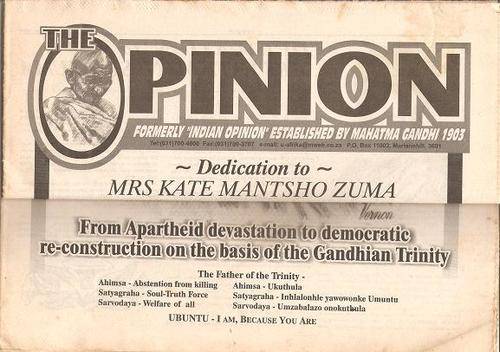 THE OPINION
FORMERLY 'INDIAN OPINION' ESTABLISHED BY MAHATMA GANDHI 1903
~ Dedication to ~
MRS KATE MANTSHO ZUMA
Vernon
From Apartheid devastation to democratic
re-construction on the basis of the Gandhian Trinity
The Father of the Trinity -
Ahimsa - Abstention from killing Ahimsa - Ukuthula
Satyagraha - Soul-Truth Force Satyagraha - Inhlalonhle yawowonke Umuntu
Sarvodaya - Welfare of all Sarvodaya - Umzabalazo onokuthula
UBUNTU - I AM, BECAUSE YOU ARE